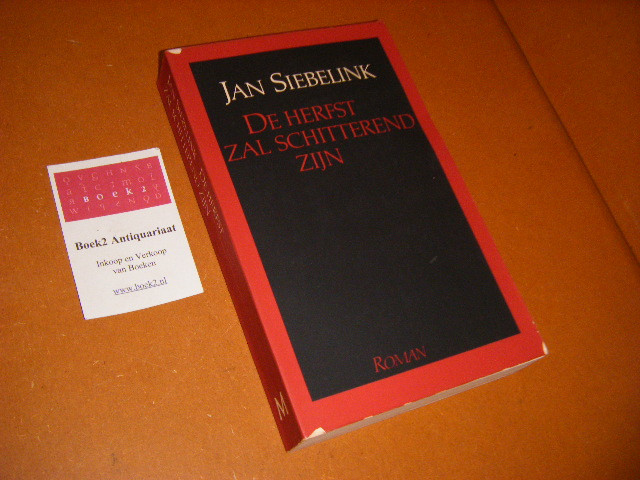 JAN SIEBELINK
DE HERFST
ZAL SCHITTEREND
ZIJN
ROMAN
M
BOEK2
Boek2 Antiquariaat
Inkoop en Verkoop
van Boeken
www.boek2.nl